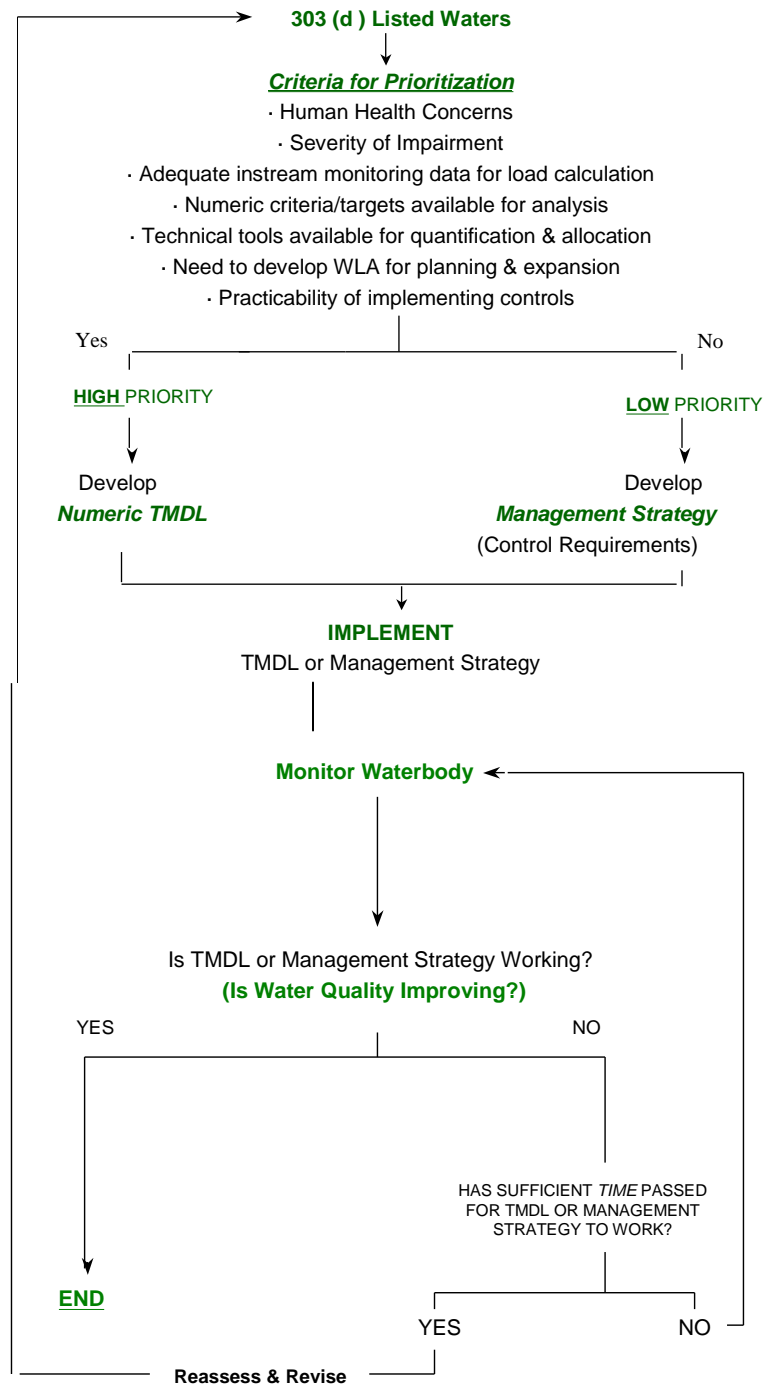 303 (d ) Listed Waters
Criteria for Prioritization
· Human Health Concerns
· Severity of Impairment
· Adequate instream monitoring data for load calculation
· Numeric criteria/targets available for analysis
· Technical tools available for quantification & allocation
· Need to develop WLA for planning & expansion
· Practicability of implementing controls
Yes
No
HIGH PRIORITY
LOW PRIORITY
Develop
Numeric TMDL
Develop
Management Strategy
(Control Requirements)
IMPLEMENT
TMDL or Management Strategy
Monitor Waterbody
Is TMDL or Management Strategy Working?
(Is Water Quality Improving?)
YES
NO
HAS SUFFICIENT TIME PASSED
FOR TMDL OR MANAGEMENT
STRATEGY TO WORK?
END
YES
NO
Reassess & Revise